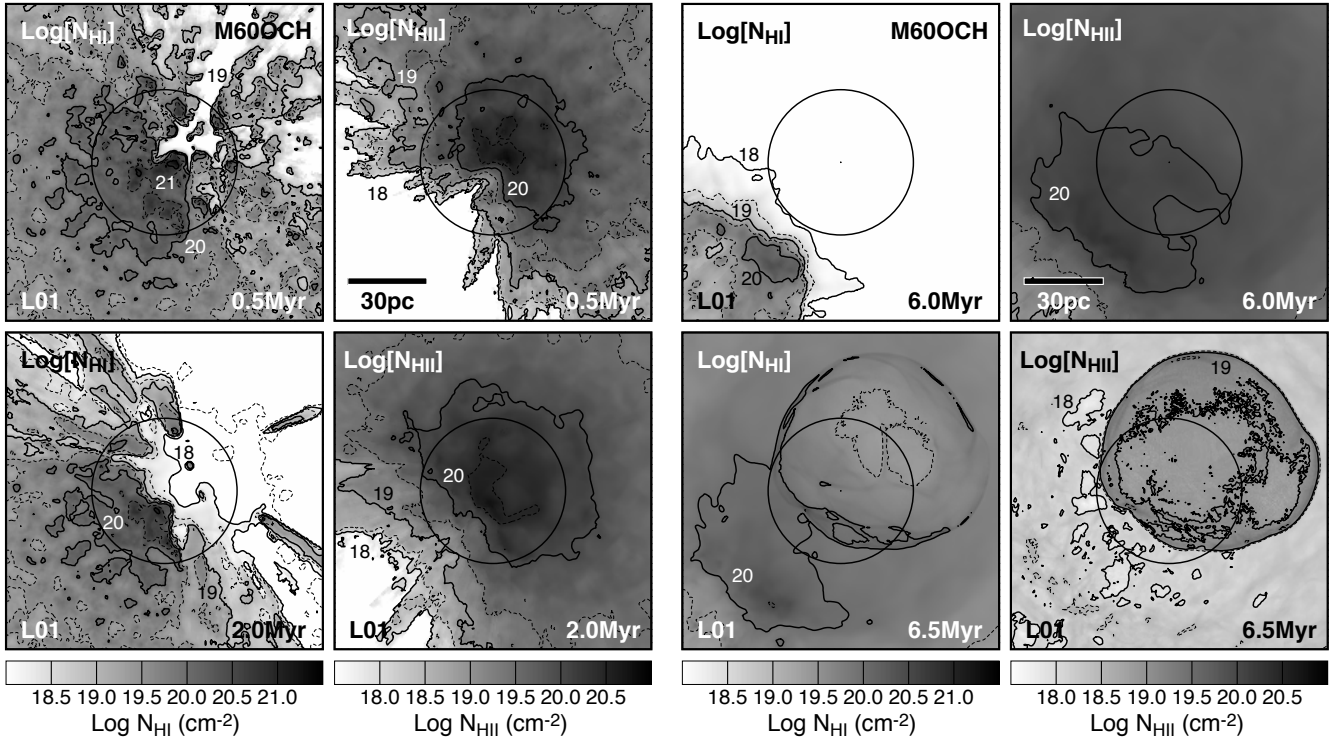 Log[N_HI] M60OCH
19
21
20
L01 0.5Myr
Log[N_HII]
19
18
20
30pc 0.5Myr
Log[N_HI] M60OCH
18
19
20
L01 6.0Myr
Log[N_HII]
20
30pc 6.0Myr
Log[N_HI]
18
20
19
L01 2.0Myr
Log[N_HII]
20
19
18
L01 2.0Myr
Log[N_HI]
20
L01 6.5Myr
Log[N_HII]
19
18
L01 6.5Myr
18.5 19.0 19.5 20.0 20.5 21.0
Log N_HI (cm-2)
18.0 18.5 19.0 19.5 20.0 20.5
Log N_HII (cm-2)
18.5 19.0 19.5 20.0 20.5 21.0
Log N_HI (cm-2)
18.0 18.5 19.0 19.5 20.0 20.5
Log N_HII (cm-2)